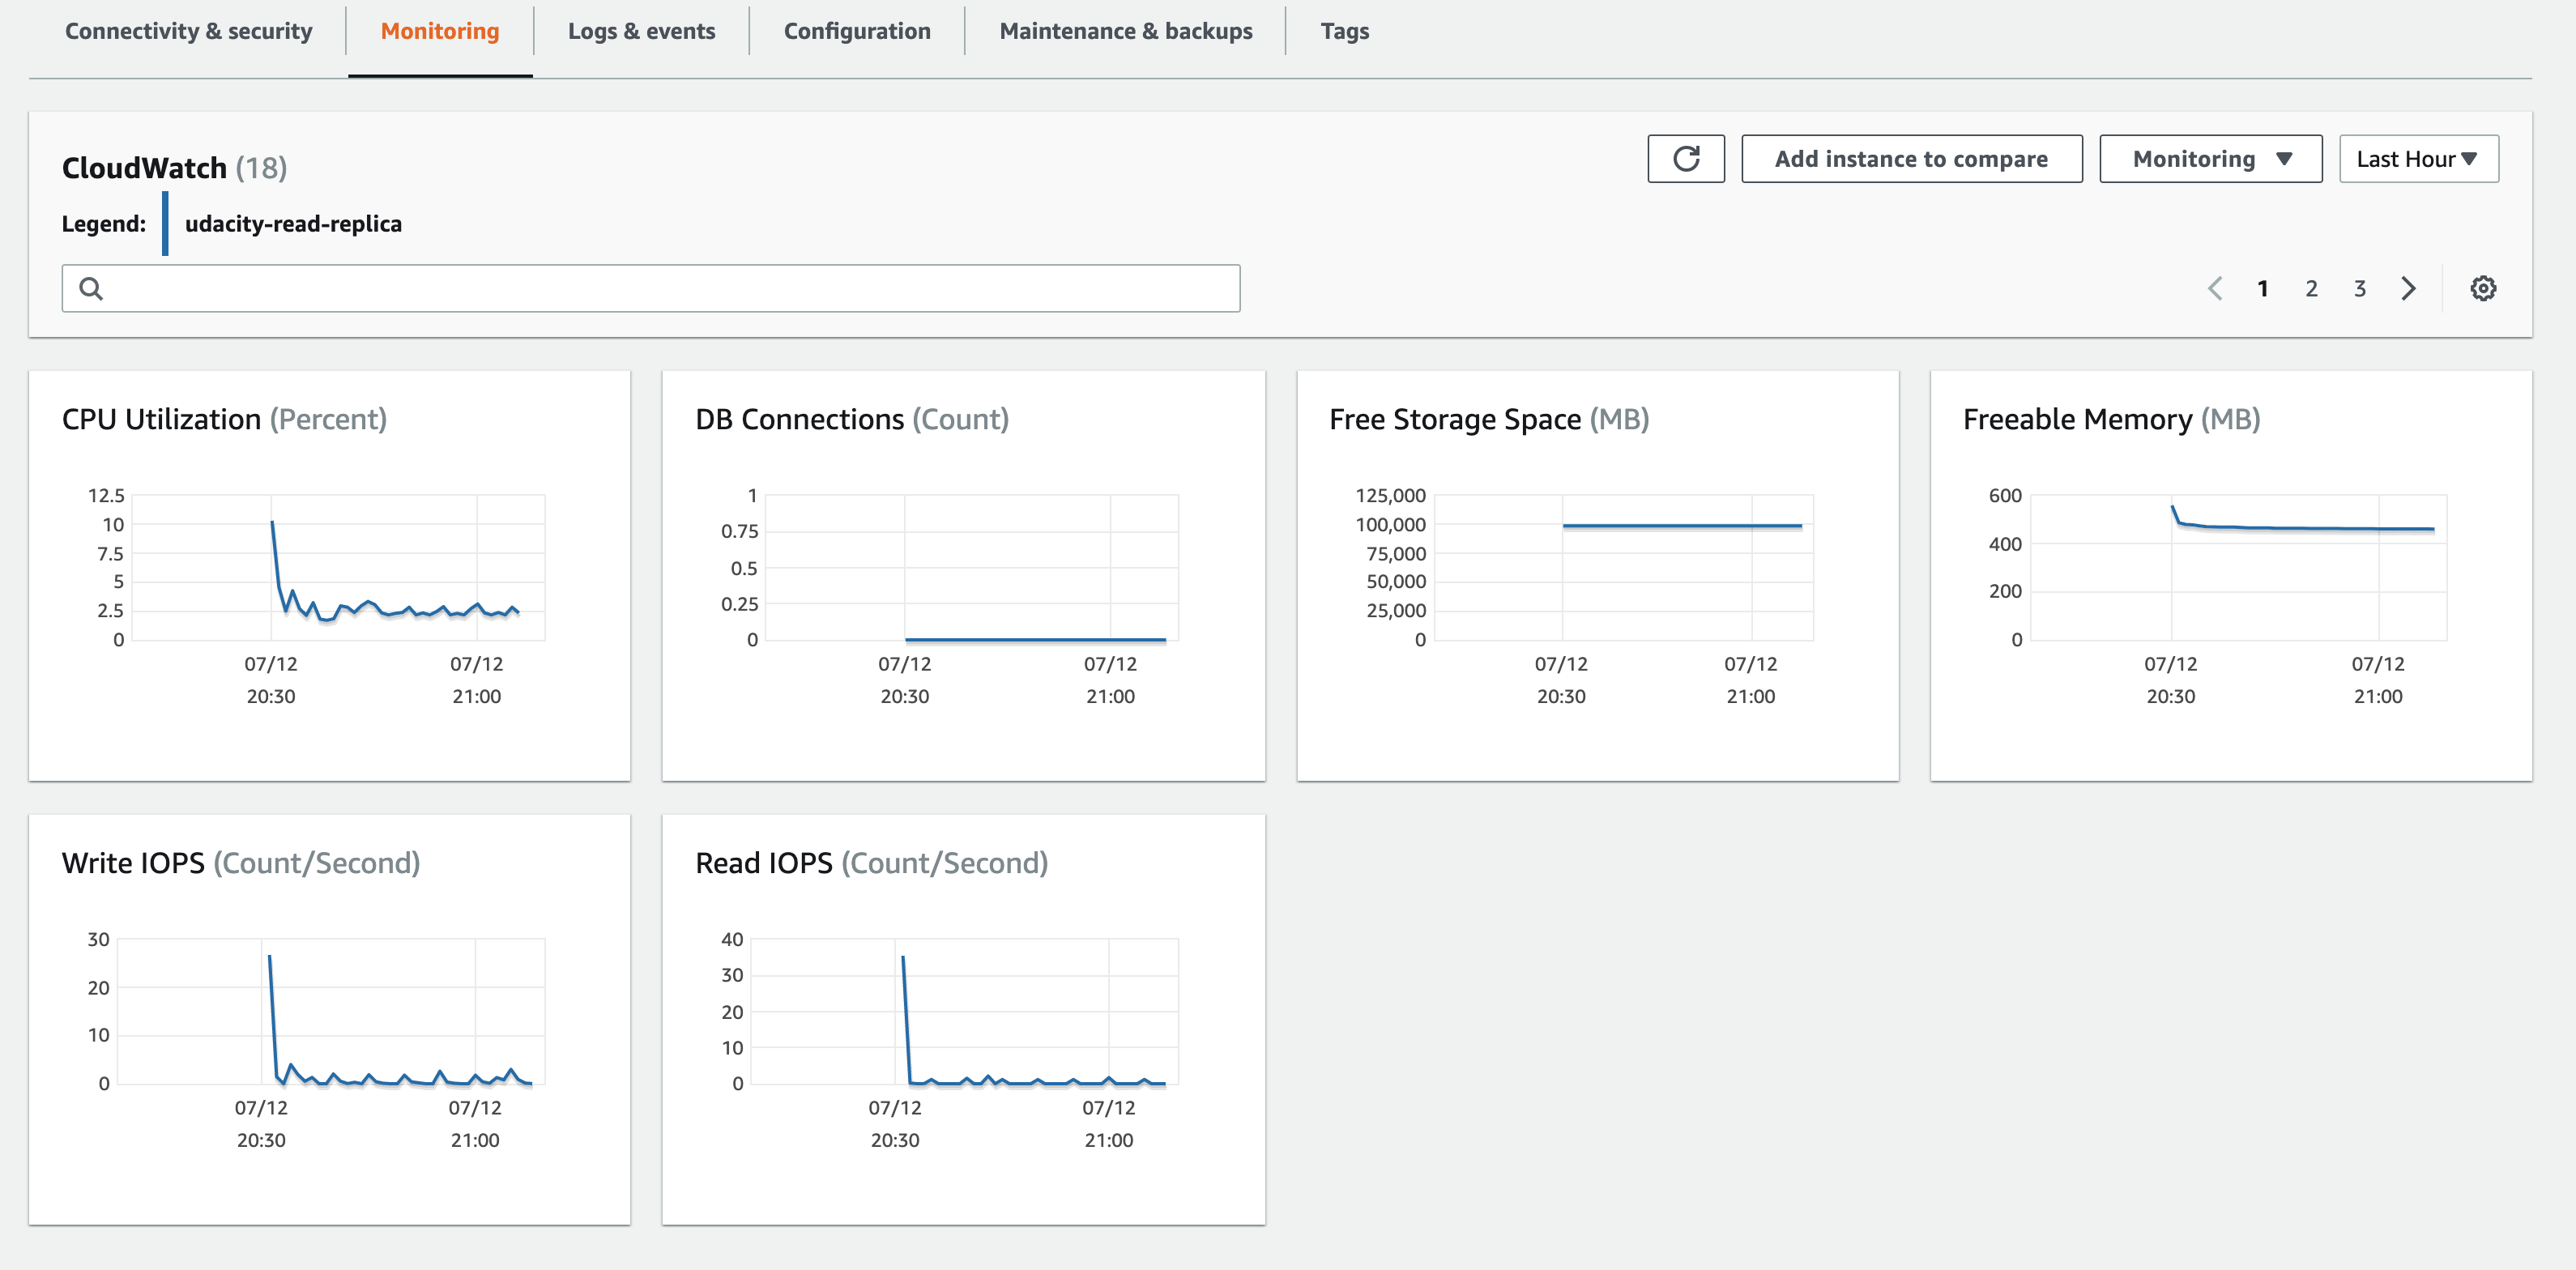 Connectivity & security
Monitoring
Logs & events
Configuration
Maintenance & backups
Tags
CloudWatch (18)
Add instance to compare
Monitoring
Last Hour
Legend:
udacity-read-replica
1 2 3
CPU Utilization (Percent)
12.5
10
7.5
5
2.5
0
07/12
20:30
07/12
21:00
DB Connections (Count)
1
0.75
0.5
0.25
0
07/12
20:30
07/12
21:00
Free Storage Space (MB)
125,000
100,000
75,000
50,000
25,000
0
07/12
20:30
07/12
21:00
Freeable Memory (MB)
600
400
200
0
07/12
20:30
07/12
21:00
Write IOPS (Count/Second)
30
20
10
0
07/12
20:30
07/12
21:00
Read IOPS (Count/Second)
40
30
20
10
0
07/12
20:30
07/12
21:00